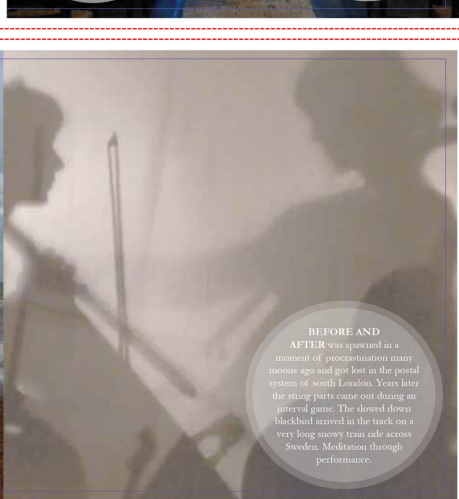 BEFORE AND
AFTER was spawned in a
moment of procrastination many
moons ago and got lost in the postal
system of south London. Years later
the string parts came out during an
interval game. The slowed down
blackbird arrived in the track on a
very long snowy train ride across
Sweden. Meditation through
performance.